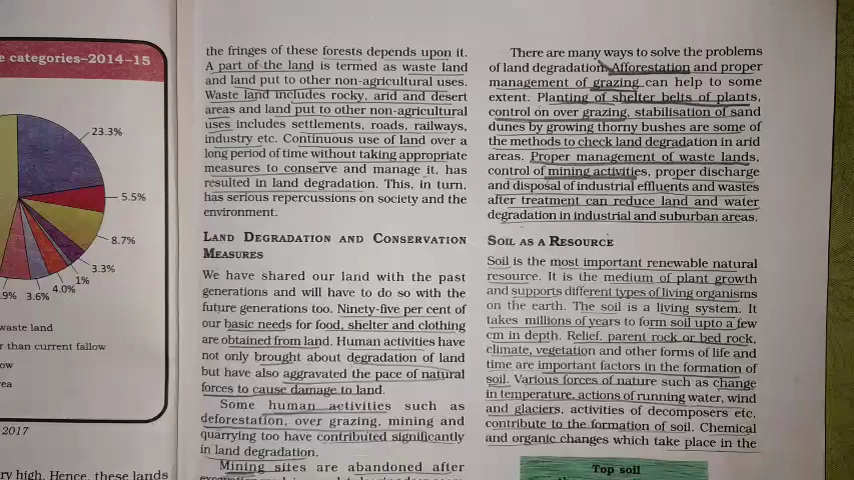 e categories–2014–15
23.3%
5.5%
8.7%
3.3%
1%
4.0%
3.6%
.9%
waste land
r than current fallow
ow
ea
2017
ry high. Hence, these lands
the fringes of these forests depends upon it.
A part of the land is termed as waste land
and land put to other non-agricultural uses.
Waste land includes rocky, arid and desert
areas and land put to other non-agricultural
uses includes settlements, roads, railways,
industry etc. Continuous use of land over a
long period of time without taking appropriate
measures to conserve and manage it, has
resulted in land degradation. This, in turn,
has serious repercussions on society and the
environment.
LAND DEGRADATION AND CONSERVATION
MEASURES
We have shared our land with the past
generations and will have to do so with the
future generations too. Ninety-five per cent of
our basic needs for food, shelter and clothing
are obtained from land. Human activities have
not only brought about degradation of land
but have also aggravated the pace of natural
forces to cause damage to land.
Some human activities such as
deforestation, over grazing, mining and
quarrying too have contributed significantly
in land degradation.
Mining sites are abandoned after
There are many ways to solve the problems
of land degradation. Afforestation and proper
management of grazing can help to some
extent. Planting of shelter belts of plants,
control on over grazing, stabilisation of sand
dunes by growing thorny bushes are some of
the methods to check land degradation in arid
areas. Proper management of waste lands,
control of mining activities, proper discharge
and disposal of industrial effluents and wastes
after treatment can reduce land and water
degradation in industrial and suburban areas.
SOIL AS A RESOURCE
Soil is the most important renewable natural
resource. It is the medium of plant growth
and supports different types of living organisms
on the earth. The soil is a living system. It
takes millions of years to form soil upto a few
cm in depth. Relief, parent rock or bed rock,
climate, vegetation and other forms of life and
time are important factors in the formation of
soil. Various forces of nature such as change
in temperature, actions of running water, wind
and glaciers, activities of decomposers etc.
contribute to the formation of soil. Chemical
and organic changes which take place in the
Top soil